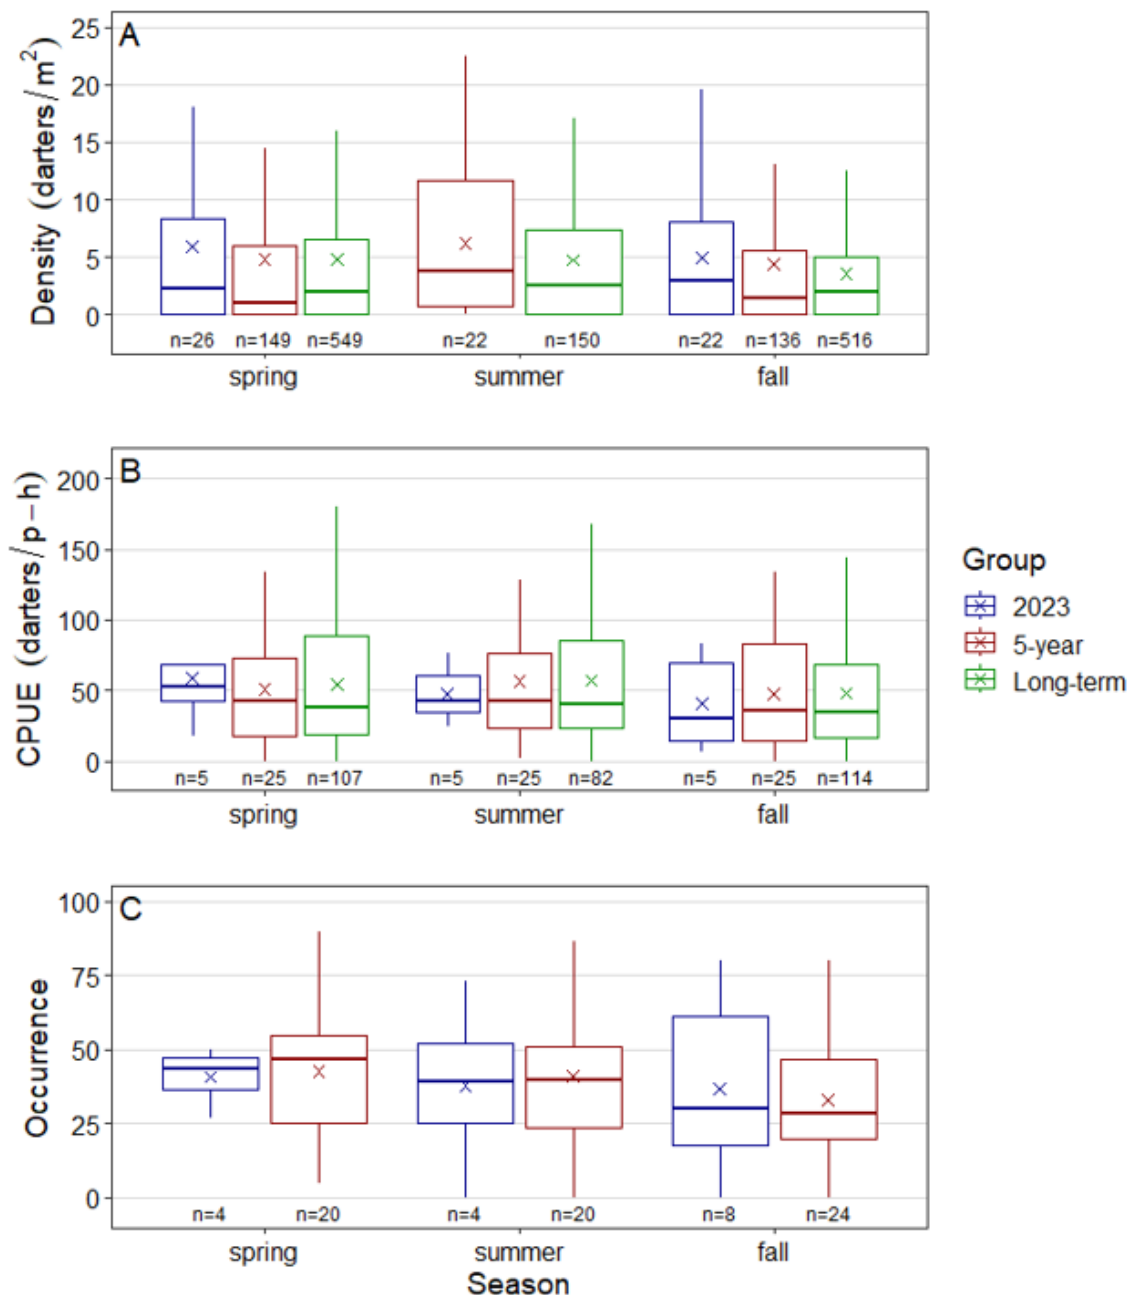 A
Density (darters/m²)
25
20
15
10
5
0
n=26 n=149 n=549 n=22 n=150 n=22 n=136 n=516
spring summer fall
B
CPUE (darters/p−h)
200
150
100
50
0
n=5 n=25 n=107 n=5 n=25 n=82 n=5 n=25 n=114
spring summer fall
Group
2023
5-year
Long-term
C
Occurrence
100
75
50
25
0
n=4 n=20 n=4 n=20 n=8 n=24
spring summer fall
Season